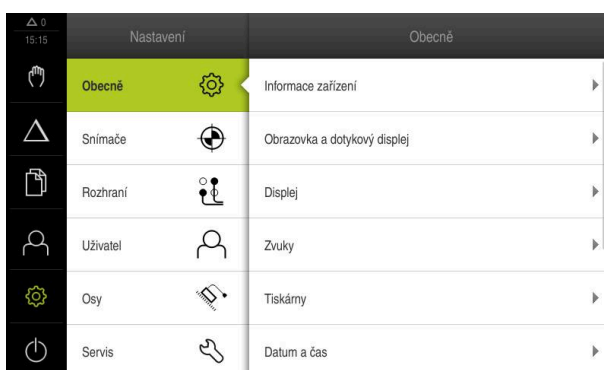 0
15:15
Nastavení
Obecně
Obecně
Snímače
Rozhraní
Uživatel
Osy
Servis
Informace zařízení
Obrazovka a dotykový displej
Displej
Zvuky
Tiskárny
Datum a čas